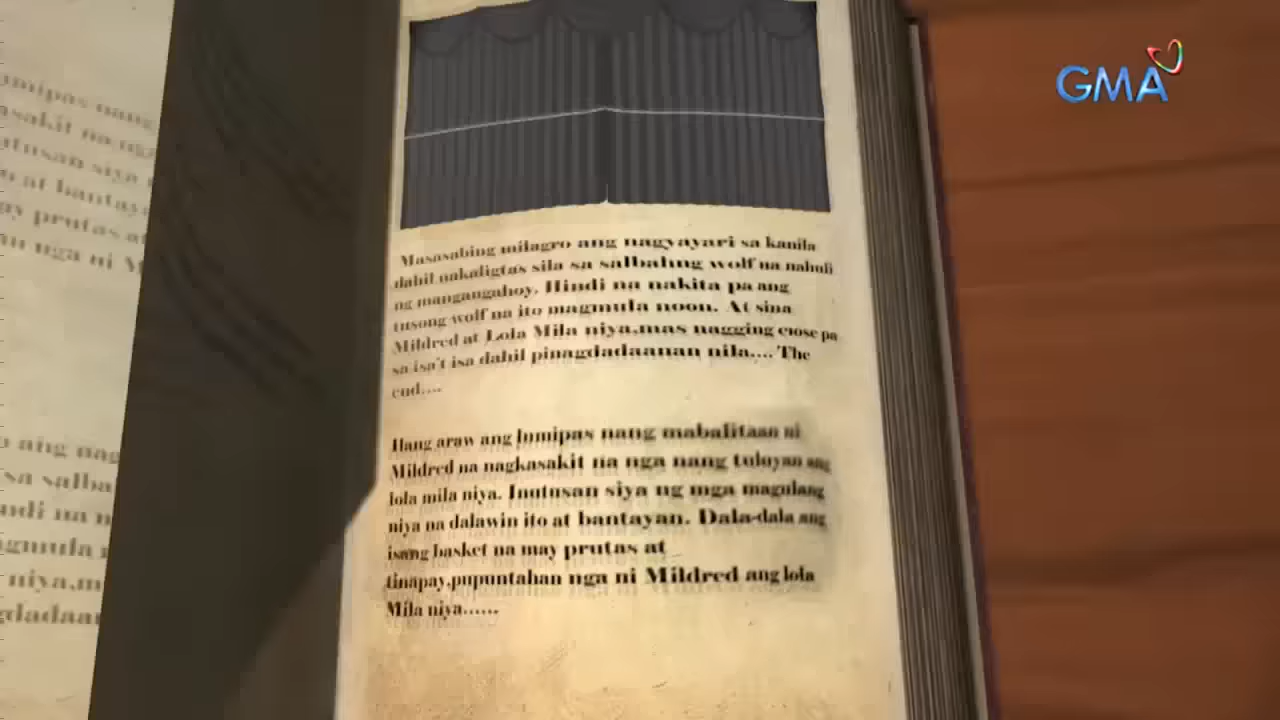 GMA
Masasabing milagro ang nagyayari sa kanila
dahil nakaligtas sila sa salbahng wolf na nahuli
ng mangangahoy. Hindi na nakita pa ang
tusong wolf na ito magmula noon. At sina
Mildred at Lola Mila niya,mas nagging close pa
sa isa't isa dahil pinagdadaanan nila.... The
end....
Ilang araw ang lumipas nang mabalitaan ni
Mildred na nagkasakit na nga nang tuluyan ang
lola mila niya. Inutusan siya ng mga magulang
niya na dalawin ito at bantayan. Dala-dala ang
isang basket na may prutas at
tinapay,pupuntahan nga ni Mildred ang lola
Mila niya......